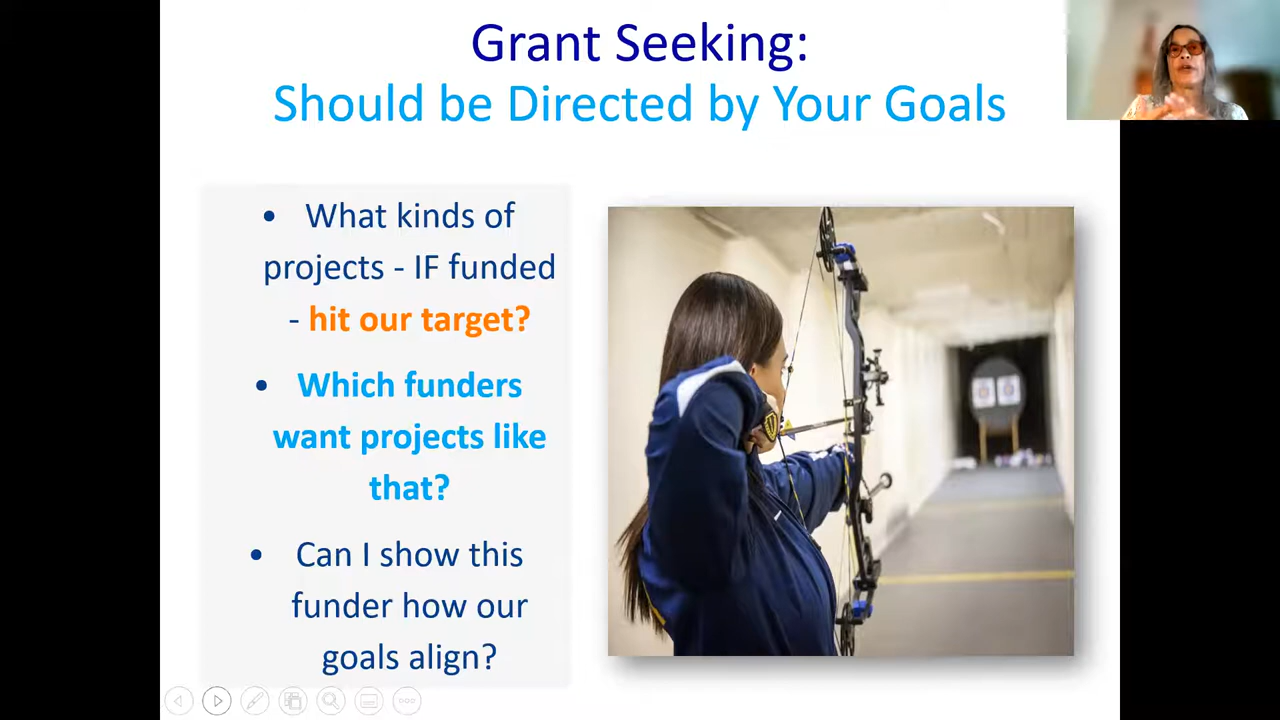 Grant Seeking:
Should be Directed by Your Goals
• What kinds of
projects - IF funded
- hit our target?
• Which funders
want projects like
that?
• Can I show this
funder how our
goals align?